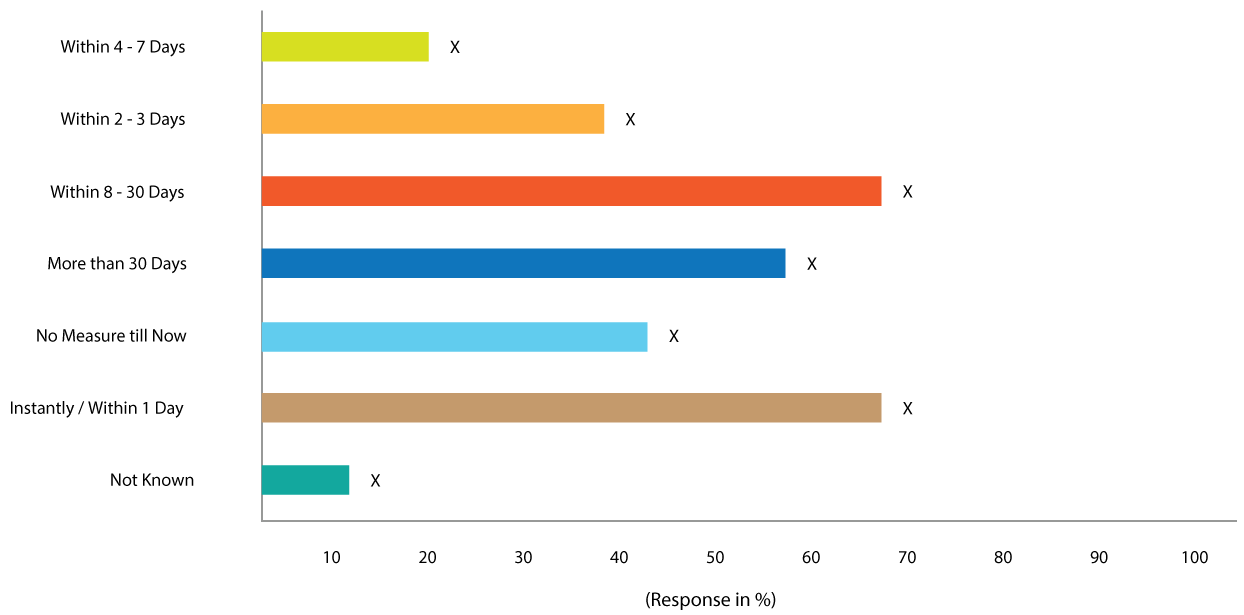 Within 4 - 7 Days X
Within 2 - 3 Days X
Within 8 - 30 Days X
More than 30 Days X
No Measure till Now X
Instantly / Within 1 Day X
Not Known X
10 20 30 40 50 60 70 80 90 100
(Response in %)